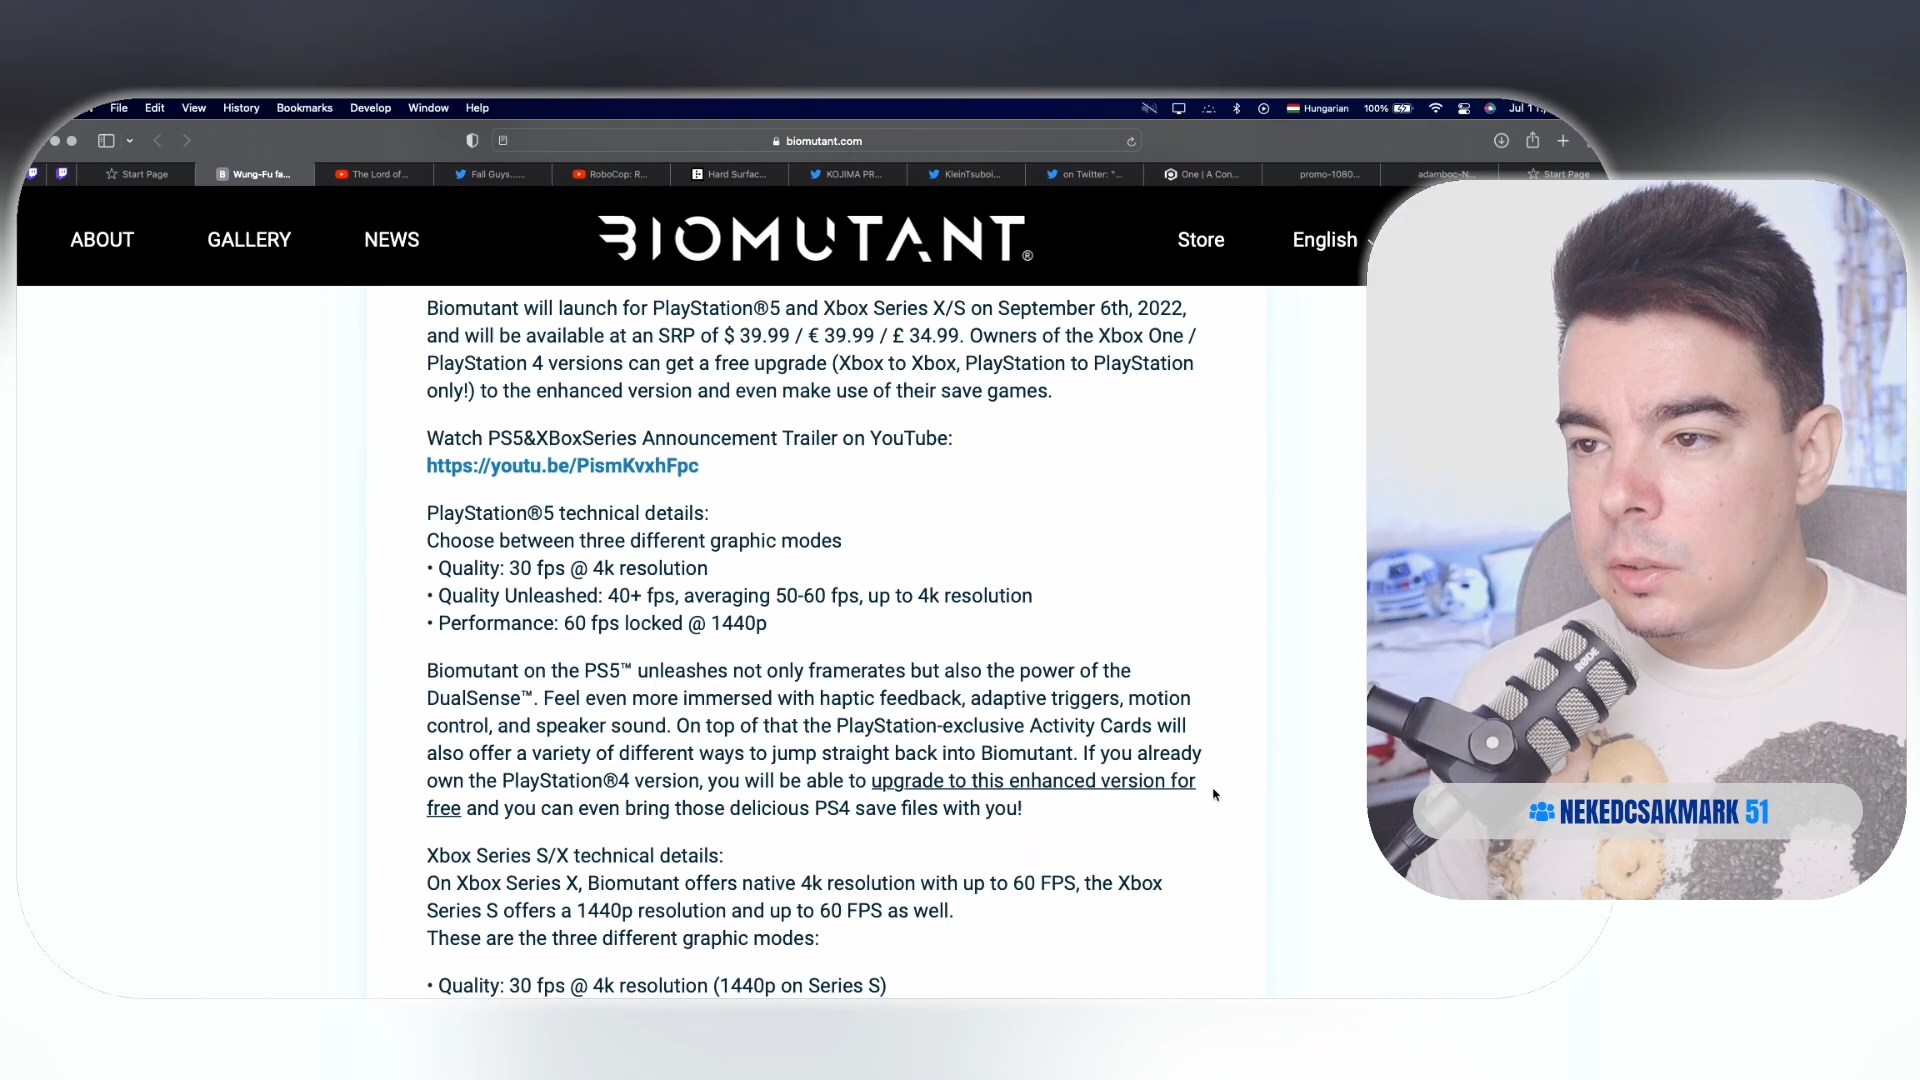 File Edit View History Bookmarks Develop Window Help Hungarian 100%
biomutant.com
Start Page Wung-Fu fa... The Lord of... Fall Guys...... RoboCop: R... Hard Surfac... KOJIMA PR... KleinTsuboi... on Twitter: "... One | A Con... promo-1080... Start Page
ABOUT GALLERY NEWS BIOMUTANT® Store English
Biomutant will launch for PlayStation®5 and Xbox Series X/S on September 6th, 2022,
and will be available at an SRP of $ 39.99 / € 39.99 / £ 34.99. Owners of the Xbox One /
PlayStation 4 versions can get a free upgrade (Xbox to Xbox, PlayStation to PlayStation
only!) to the enhanced version and even make use of their save games.
Watch PS5&XBoxSeries Announcement Trailer on YouTube:
https://youtu.be/PismKvxhFpc
PlayStation®5 technical details:
Choose between three different graphic modes
• Quality: 30 fps @ 4k resolution
• Quality Unleashed: 40+ fps, averaging 50-60 fps, up to 4k resolution
• Performance: 60 fps locked @ 1440p
Biomutant on the PS5™ unleashes not only framerates but also the power of the
DualSense™. Feel even more immersed with haptic feedback, adaptive triggers, motion
control, and speaker sound. On top of that the PlayStation-exclusive Activity Cards will
also offer a variety of different ways to jump straight back into Biomutant. If you already
own the PlayStation®4 version, you will be able to upgrade to this enhanced version for
free and you can even bring those delicious PS4 save files with you!
Xbox Series S/X technical details:
On Xbox Series X, Biomutant offers native 4k resolution with up to 60 FPS, the Xbox
Series S offers a 1440p resolution and up to 60 FPS as well.
These are the three different graphic modes:
• Quality: 30 fps @ 4k resolution (1440p on Series S)
RØDE
NEKEDCSAKMARK 51